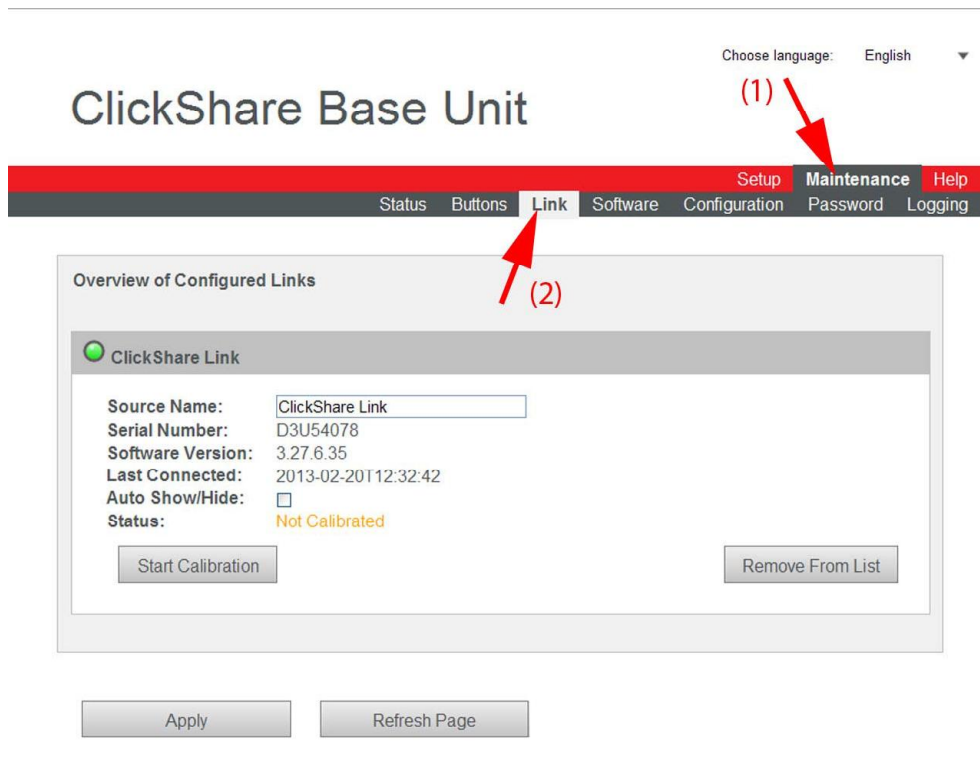 Choose language: English
(1)
ClickShare Base Unit
Setup Maintenance Help
Status Buttons Link Software Configuration Password Logging
(2)
Overview of Configured Links
ClickShare Link
Source Name: ClickShare Link
Serial Number: D3U54078
Software Version: 3.27.6.35
Last Connected: 2013-02-20T12:32:42
Auto Show/Hide:
Status: Not Calibrated
Start Calibration Remove From List
Apply Refresh Page